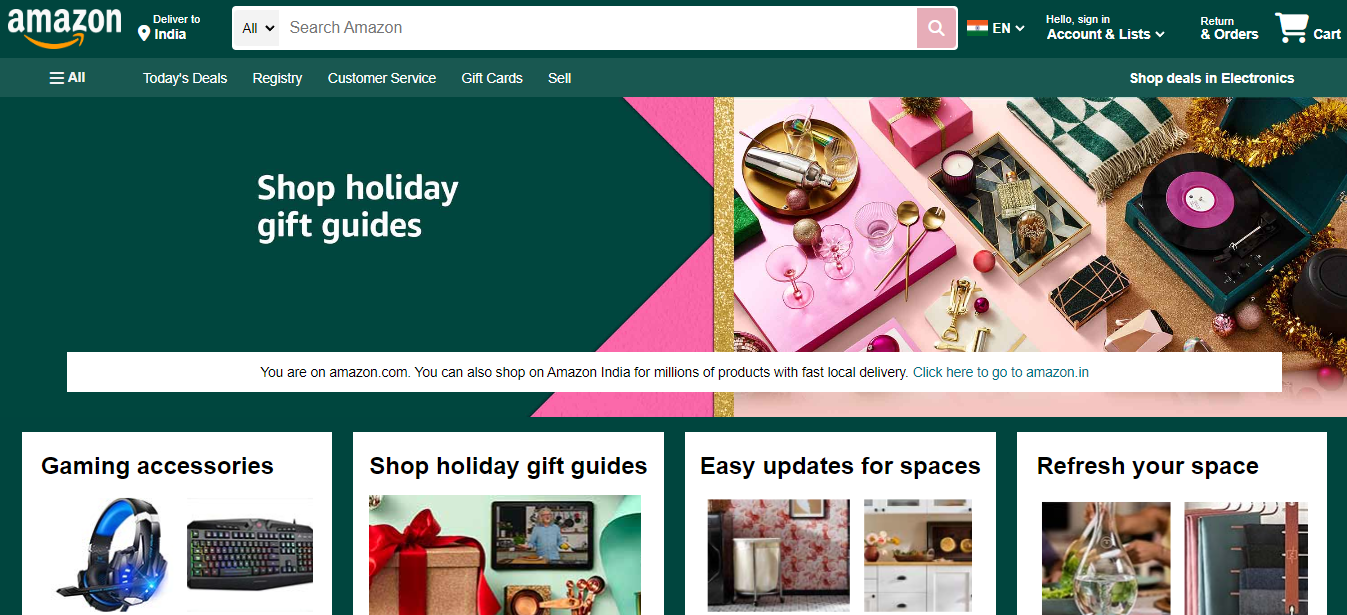 amazon
Deliver to
India
All
Search Amazon
EN
Hello, sign in
Account & Lists
Return
& Orders
Cart
All
Today's Deals
Registry
Customer Service
Gift Cards
Sell
Shop deals in Electronics
Shop holiday
gift guides
You are on amazon.com. You can also shop on Amazon India for millions of products with fast local delivery. Click here to go to amazon.in
Gaming accessories
Shop holiday gift guides
Easy updates for spaces
Refresh your space